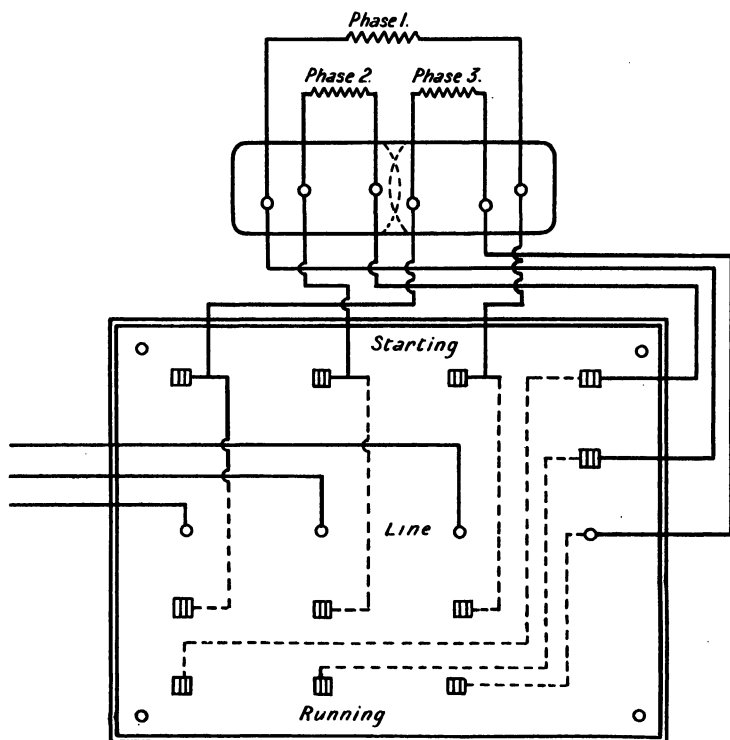 Phase 1.
Phase 2. Phase 3.
Starting
Line
Running